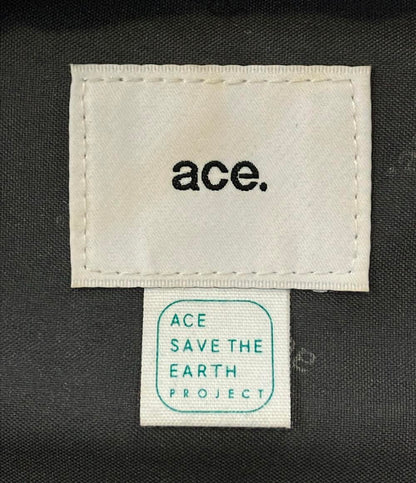 ace.
ACE
SAVE THE
EARTH
PROJECT